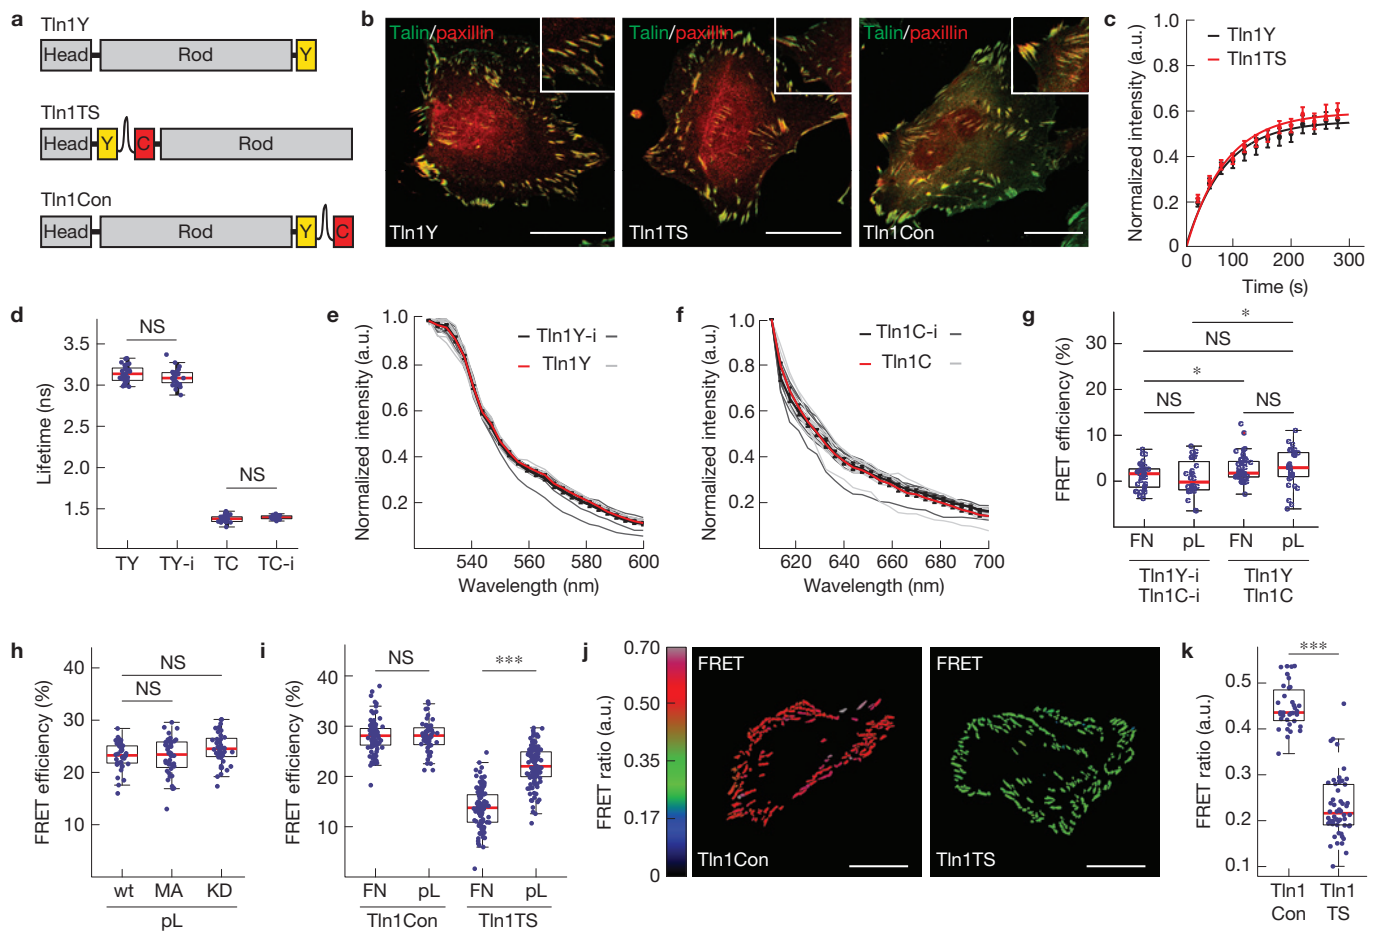 a
Tln1Y
Head Rod Y
Tln1TS
Head Y C Rod
Tln1Con
Head Rod Y C
b
Talin/paxillin
Tln1Y
Talin/paxillin
Tln1TS
Talin/paxillin
Tln1Con
c
Normalized intensity (a.u.)
1.0
0.8
0.6
0.4
0.2
0
Tln1Y
Tln1TS
0 100 200 300
Time (s)
d
Lifetime (ns)
3.5
3.0
2.5
2.0
1.5
NS
NS
TY TY-i TC TC-i
e
Normalized intensity (a.u.)
1.0
0.8
0.6
0.4
0.2
Tln1Y-i
Tln1Y
540 560 580 600
Wavelength (nm)
f
Normalized intensity (a.u.)
1.0
0.8
0.6
0.4
0.2
Tln1C-i
Tln1C
620 640 660 680 700
Wavelength (nm)
g
FRET efficiency (%)
30
20
10
0
*
NS
*
NS NS
FN pL FN pL
Tln1Y-i Tln1Y
Tln1C-i Tln1C
h
FRET efficiency (%)
40
30
20
10
NS
NS
wt MA KD
pL
i
FRET efficiency (%)
40
30
20
10
NS ***
FN pL FN pL
Tln1Con Tln1TS
j
FRET ratio (a.u.)
0.70
0.50
0.35
0.17
0
FRET
Tln1Con
FRET
Tln1TS
k
FRET ratio (a.u.)
0.5
0.4
0.3
0.2
0.1
***
Tln1 Tln1
Con TS